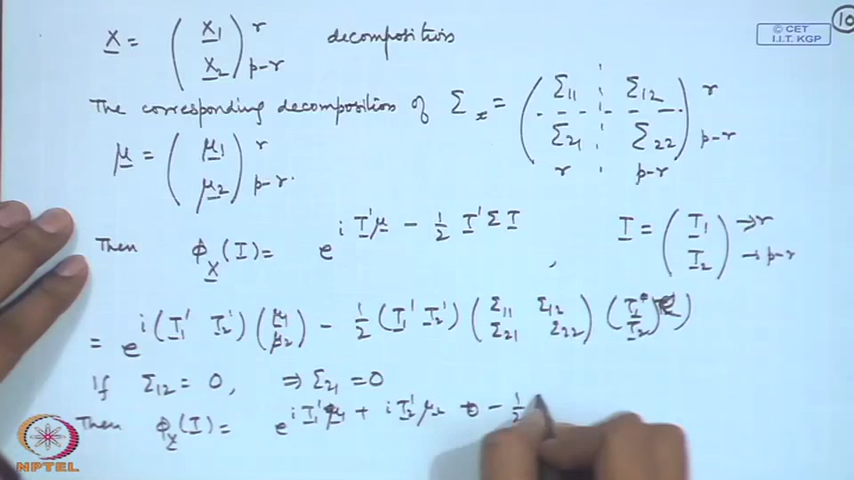 10
© CET
I.I.T. KGP
X = ( X1 r decomposition
X2 ) p-r
The corresponding decomposition of Σx = ( Σ11 Σ12 ) r
Σ21 Σ22 p-r
r p-r
μ = ( μ1 ) r
μ2 p-r.
Then ϕX(T) = e^{i T'μ - 1/2 T'ΣT} , T = ( T1 ) → r
T2 → p-r
= e^{i (T1' T2') (μ1 μ2) - 1/2 (T1' T2') (Σ11 Σ12 Σ21 Σ22) (T1 T2)}
If Σ12 = 0, ⇒ Σ21 = 0
Then ϕX(T) = e^{i T1'μ1 + i T2'μ2 - 1/2
NPTEL